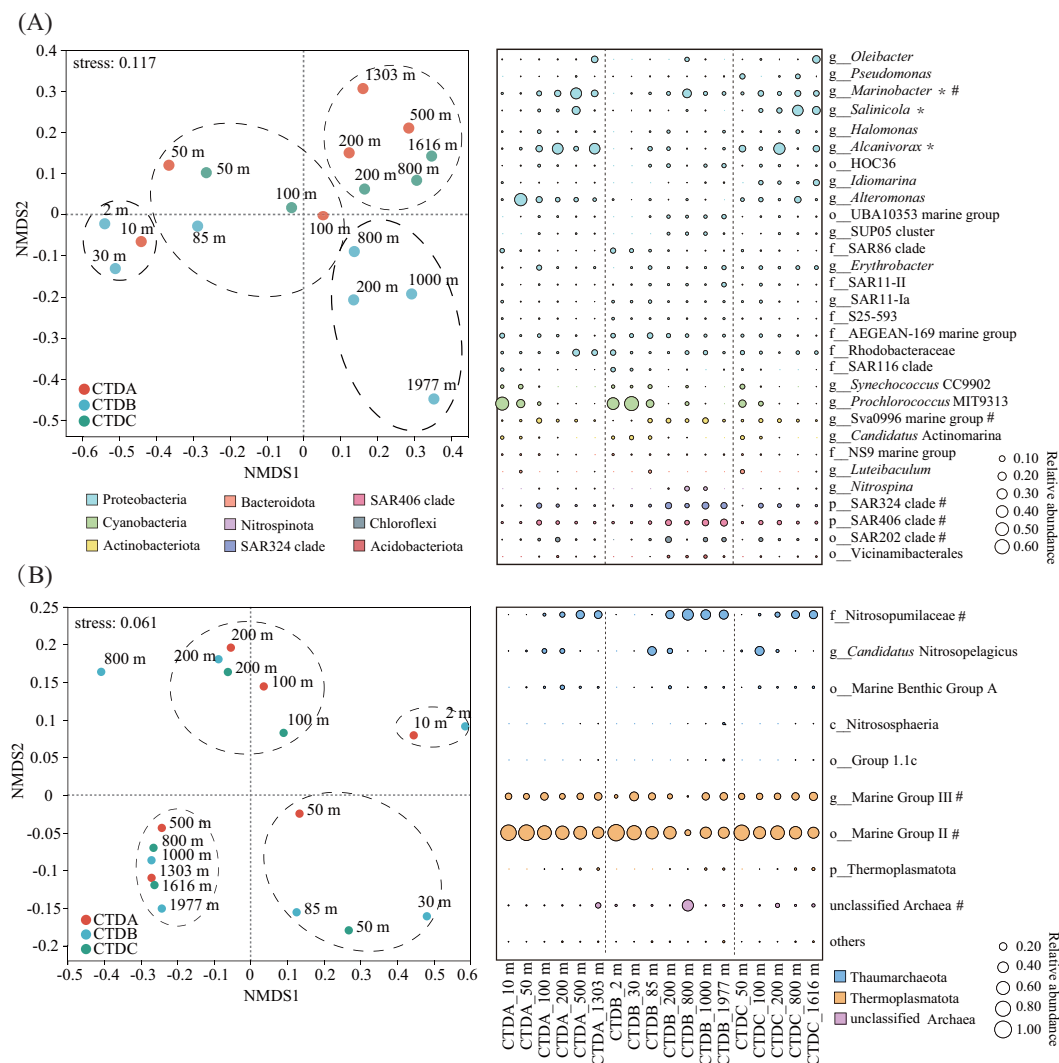 (A)
stress: 0.117
0.4
0.3
0.2
0.1
0
-0.1
-0.2
-0.3
-0.4
-0.5
NMDS2
1303 m
500 m
200 m
1616 m
800 m
200 m
50 m
50 m
100 m
100 m
2 m
10 m
30 m
85 m
800 m
200 m
1000 m
1977 m
CTDA
CTDB
CTDC
-0.6 -0.5 -0.4 -0.3 -0.2 -0.1 0 0.1 0.2 0.3 0.4
NMDS1
Proteobacteria
Cyanobacteria
Actinobacteriota
Bacteroidota
Nitrospinota
SAR324 clade
SAR406 clade
Chloroflexi
Acidobacteriota
g__Oleibacter
g__Pseudomonas
g__Marinobacter * #
g__Salinicola *
g__Halomonas
g__Alcanivorax *
o__HOC36
g__Idiomarina
g__Alteromonas
o__UBA10353 marine group
g__SUP05 cluster
f__SAR86 clade
g__Erythrobacter
f__SAR11-II
g__SAR11-Ia
f__S25-593
f__AEGEAN-169 marine group
f__Rhodobacteraceae
f__SAR116 clade
g__Synechococcus CC9902
g__Prochlorococcus MIT9313
g__Sva0996 marine group #
g__Candidatus Actinomarina
f__NS9 marine group
g__Luteibaculum
g__Nitrospina
p__SAR324 clade #
p__SAR406 clade #
o__SAR202 clade #
o__Vicinamibacterales
0.10
0.20
0.30
0.40
0.50
0.60
Relative abundance
(B)
stress: 0.061
0.25
0.2
0.15
0.10
0.05
0
-0.05
-0.1
-0.15
-0.2
NMDS2
800 m
200 m
200 m
200 m
100 m
100 m
10 m
2 m
50 m
500 m
800 m
1000 m
1303 m
1616 m
1977 m
85 m
50 m
30 m
CTDA
CTDB
CTDC
-0.5 -0.4 -0.3 -0.2 -0.1 0 0.1 0.2 0.3 0.4 0.5 0.6
NMDS1
f__Nitrosopumilaceae #
g__Candidatus Nitrosopelagicus
o__Marine Benthic Group A
c__Nitrososphaeria
o__Group 1.1c
g__Marine Group III #
o__Marine Group II #
p__Thermoplasmatota
unclassified Archaea #
others
CTDA_10 m
CTDA_50 m
CTDA_100 m
CTDA_200 m
CTDA_500 m
CTDA_1303 m
CTDB_2 m
CTDB_30 m
CTDB_85 m
CTDB_200 m
CTDB_800 m
CTDB_1000 m
CTDB_1977 m
CTDC_50 m
CTDC_100 m
CTDC_200 m
CTDC_800 m
CTDC_1616 m
Thaumarchaeota
Thermoplasmatota
unclassified Archaea
0.20
0.40
0.60
0.80
1.00
Relative abundance